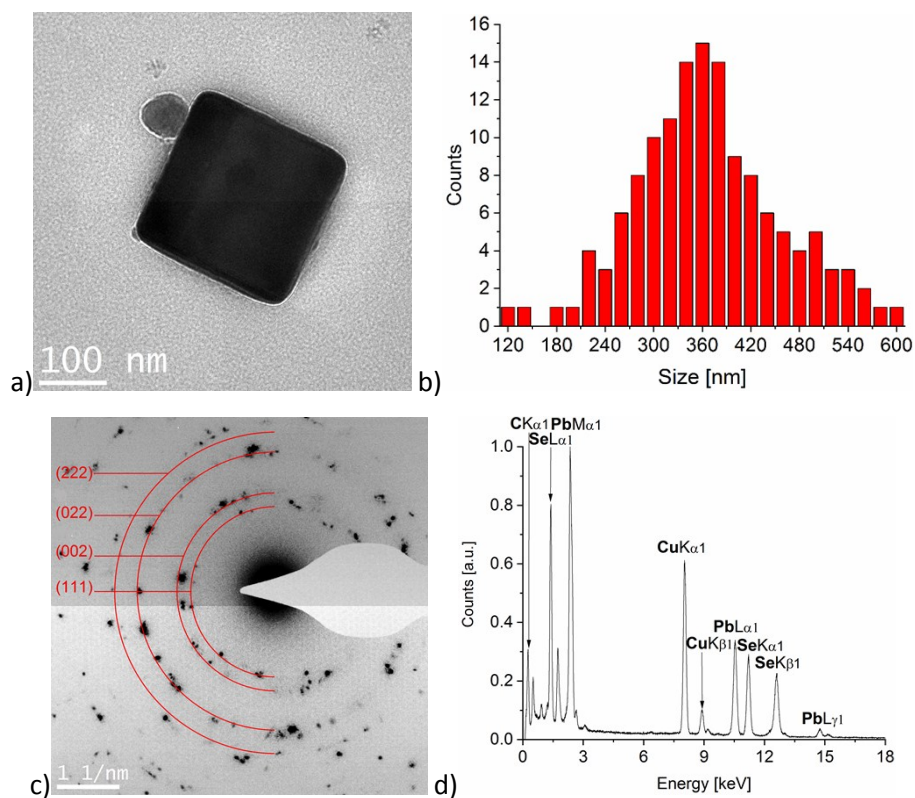 100 nm
a)
16
14
12
10
8
6
4
2
0
Counts
120 180 240 300 360 420 480 540 600
Size [nm]
b)
(222)
(022)
(002)
(111)
1 1/nm
c)
CKα1 PbMα1
SeLα1
CuKα1
CuKβ1
PbLα1
SeKα1
SeKβ1
PbLγ1
1.0
0.8
0.6
0.4
0.2
0.0
Counts [a.u.]
0 3 6 9 12 15 18
Energy [keV]
d)